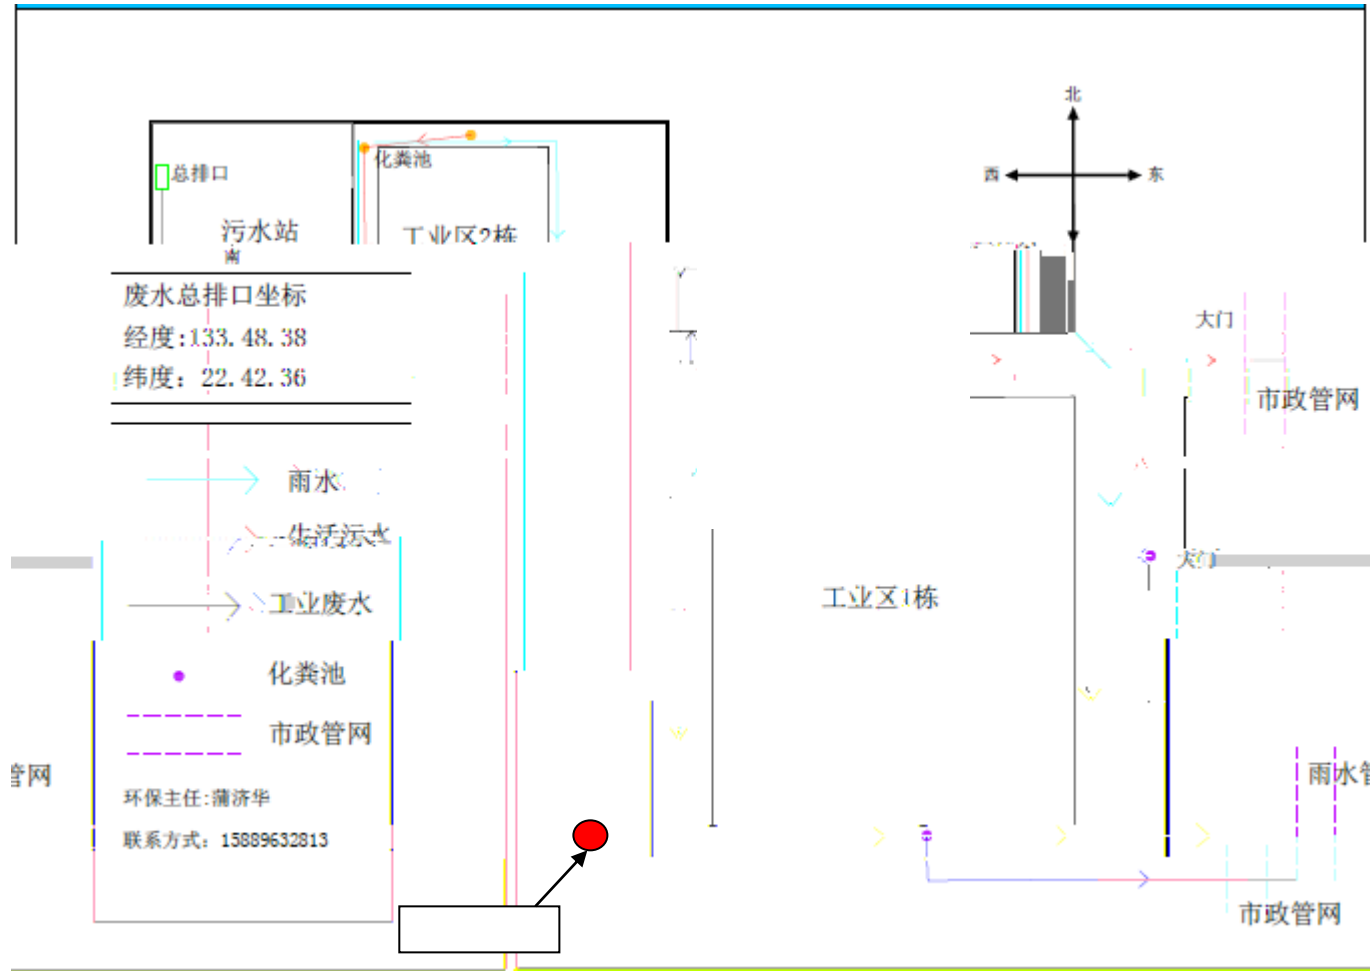 北
西
东
化粪池
总排口
污水站
工业区2栋
南
废水总排口坐标
经度:133.48.38
纬度: 22.42.36
大门
市政管网
雨水
生活污水
大门
工业废水
工业区1栋
化粪池
市政管网
管网
雨水管
环保主任:蒲济华
联系方式: 15889632813
市政管网